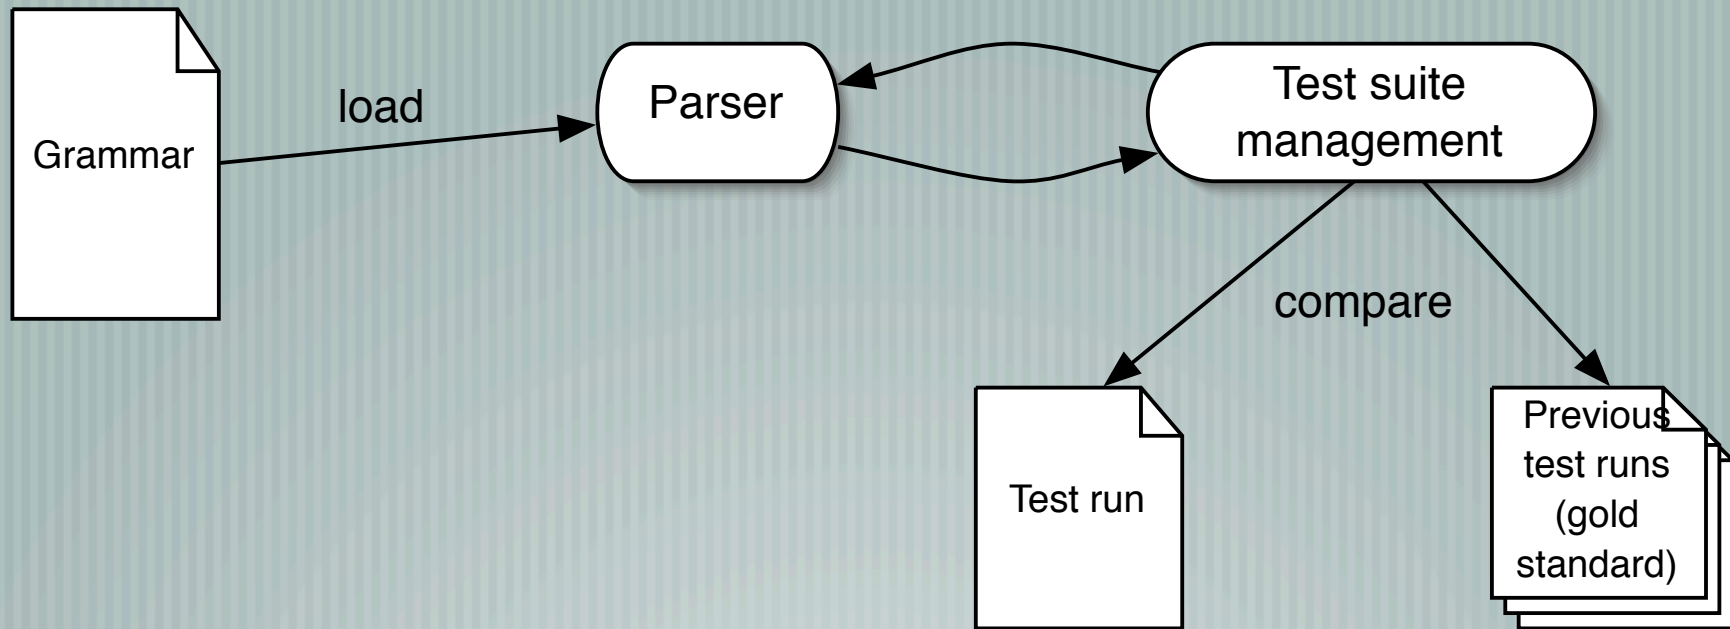 Grammar
load
Parser
Test suite
management
compare
Test run
Previous
test runs
(gold
standard)